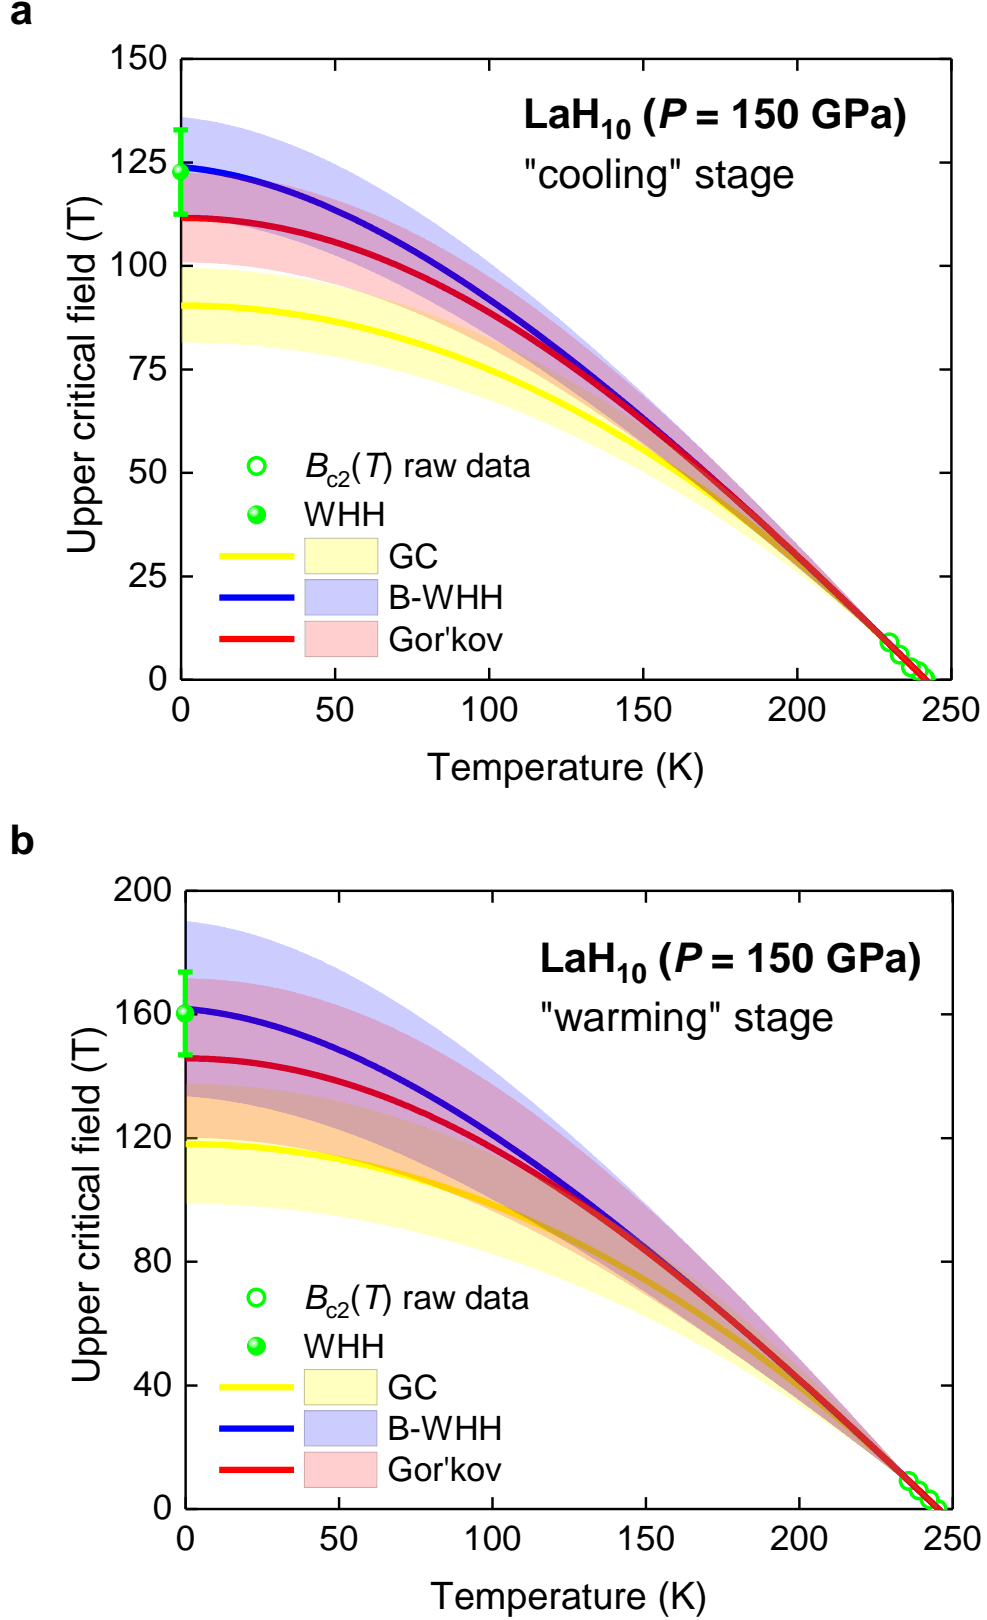 a
LaH10 (P = 150 GPa)
"cooling" stage
Upper critical field (T)
150
125
100
75
50
25
0
Bc2(T) raw data
WHH
GC
B-WHH
Gor'kov
0 50 100 150 200 250
Temperature (K)
b
LaH10 (P = 150 GPa)
"warming" stage
Upper critical field (T)
200
160
120
80
40
0
Bc2(T) raw data
WHH
GC
B-WHH
Gor'kov
0 50 100 150 200 250
Temperature (K)